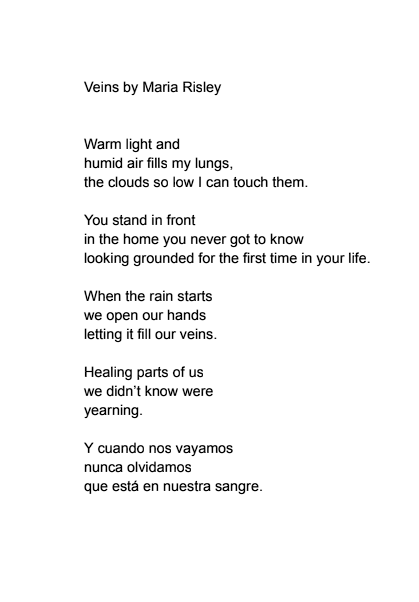 Veins by Maria Risley
Warm light and
humid air fills my lungs,
the clouds so low I can touch them.
You stand in front
in the home you never got to know
looking grounded for the first time in your life.
When the rain starts
we open our hands
letting it fill our veins.
Healing parts of us
we didn’t know were
yearning.
Y cuando nos vayamos
nunca olvidamos
que está en nuestra sangre.